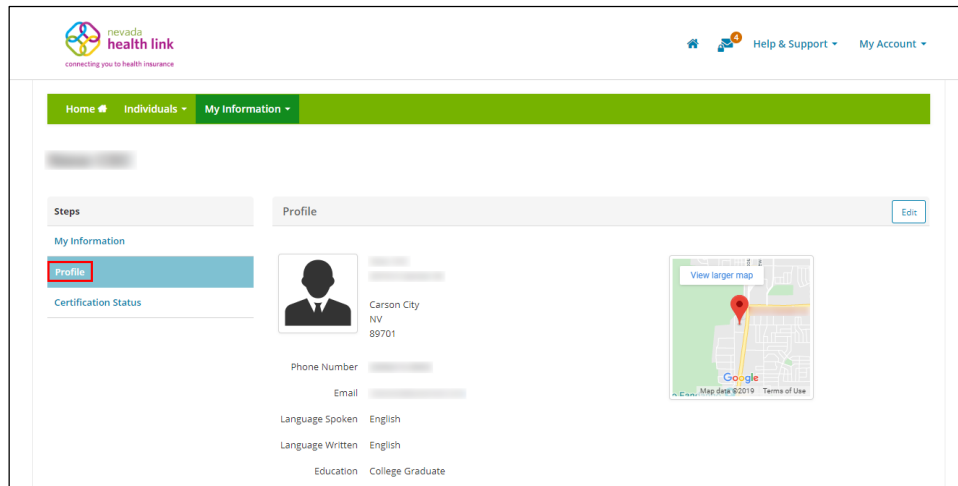 nevada
health link
connecting you to health insurance
4
Help & Support
My Account
Home
Individuals
My Information
Steps
My Information
Profile
Certification Status
Profile
Edit
Carson City
NV
89701
Phone Number
Email
Language Spoken English
Language Written English
Education College Graduate
View larger map
Google
Map data ©2019 Terms of Use